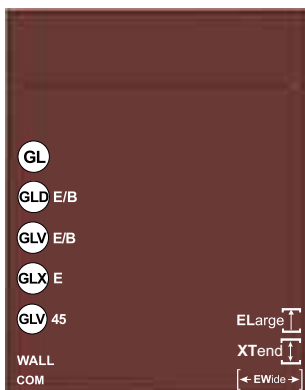 GL
GLD E/B
GLV E/B
GLX E
GLV 45
ELarge
XTend
WALL
COM
EWide